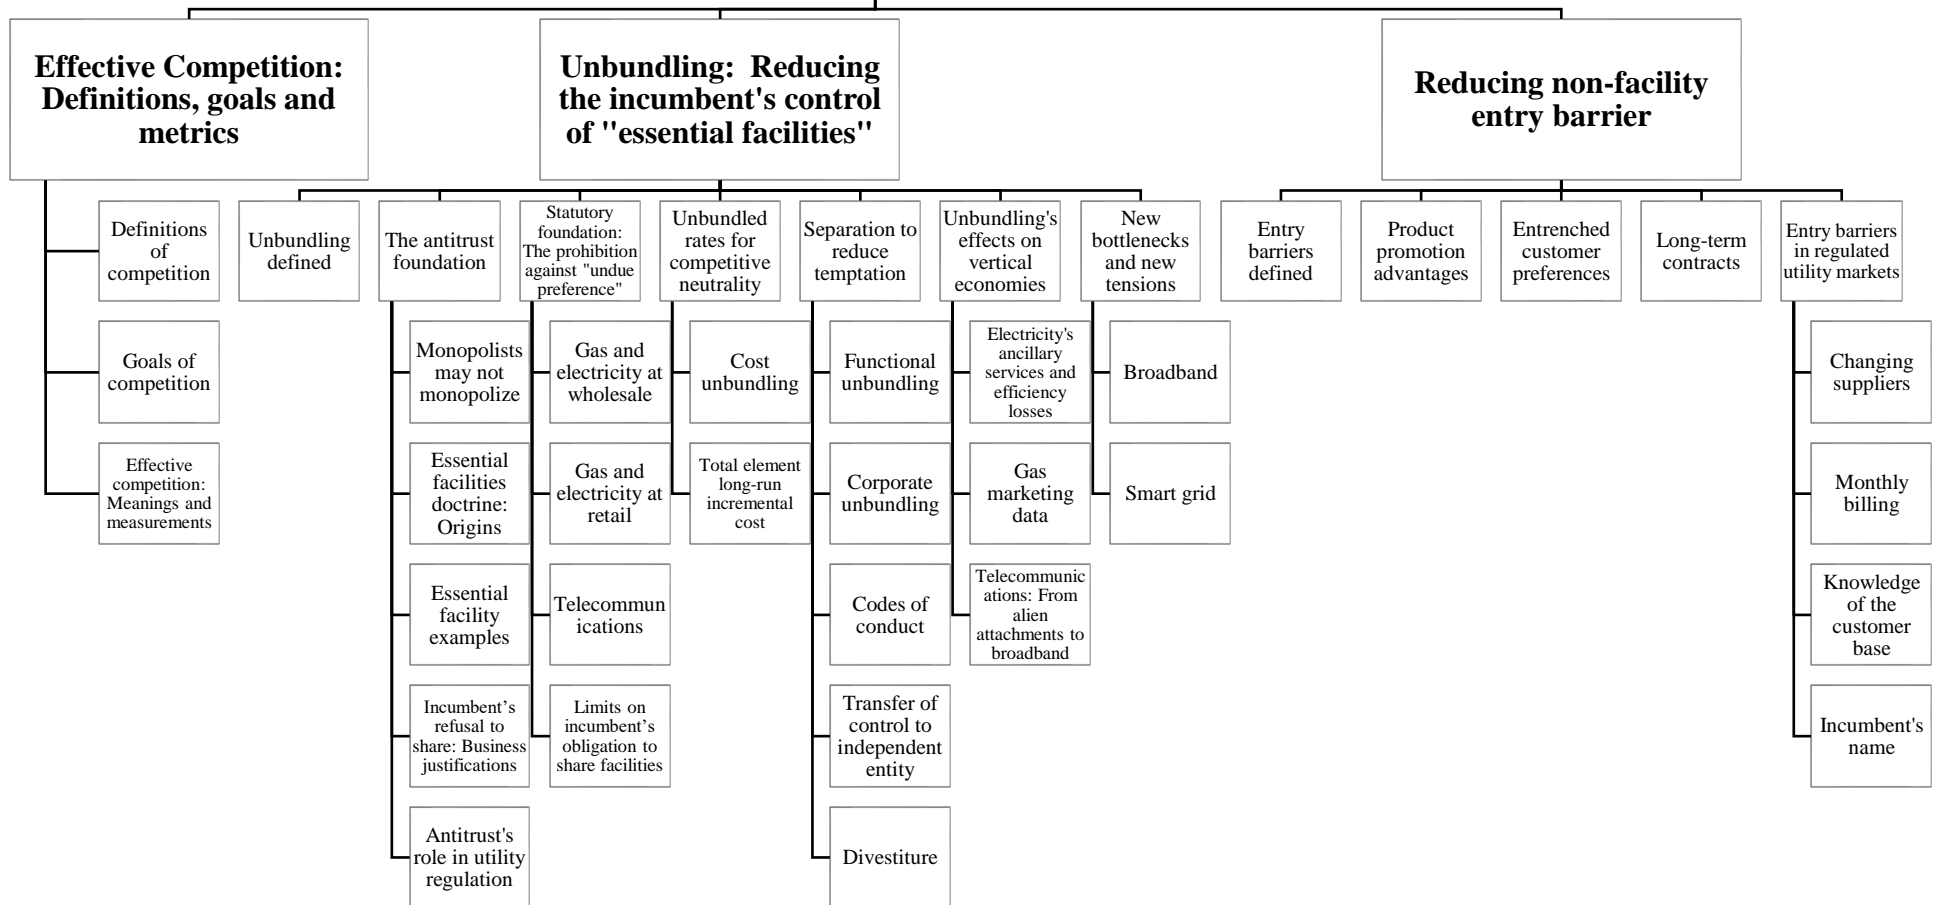 Effective Competition:
Definitions, goals and
metrics
Definitions
of
competition
Goals of
competition
Effective
competition:
Meanings and
measurements
Unbundling:  Reducing
the incumbent's control
of "essential facilities"
Unbundling
defined
The antitrust
foundation
Monopolists
may not
monopolize
Essential
facilities
doctrine:
Origins
Essential
facility
examples
Incumbent’s
refusal to
share: Business
justifications
Antitrust's
role in utility
regulation
Statutory
foundation:
The prohibition
against "undue
preference"
Gas and
electricity at
wholesale
Gas and
electricity at
retail
Telecommun
ications
Limits on
incumbent’s
obligation to
share facilities
Unbundled
rates for
competitive
neutrality
Cost
unbundling
Total element
long-run
incremental
cost
Separation to
reduce
temptation
Functional
unbundling
Corporate
unbundling
Codes of
conduct
Transfer of
control to
independent
entity
Divestiture
Unbundling's
effects on
vertical
economies
Electricity's
ancillary
services and
efficiency
losses
Gas
marketing
data
Telecommunic
ations: From
alien
attachments to
broadband
New
bottlenecks
and new
tensions
Broadband
Smart grid
Reducing non-facility
entry barrier
Entry
barriers
defined
Product
promotion
advantages
Entrenched
customer
preferences
Long-term
contracts
Entry barriers
in regulated
utility markets
Changing
suppliers
Monthly
billing
Knowledge
of the
customer
base
Incumbent's
name